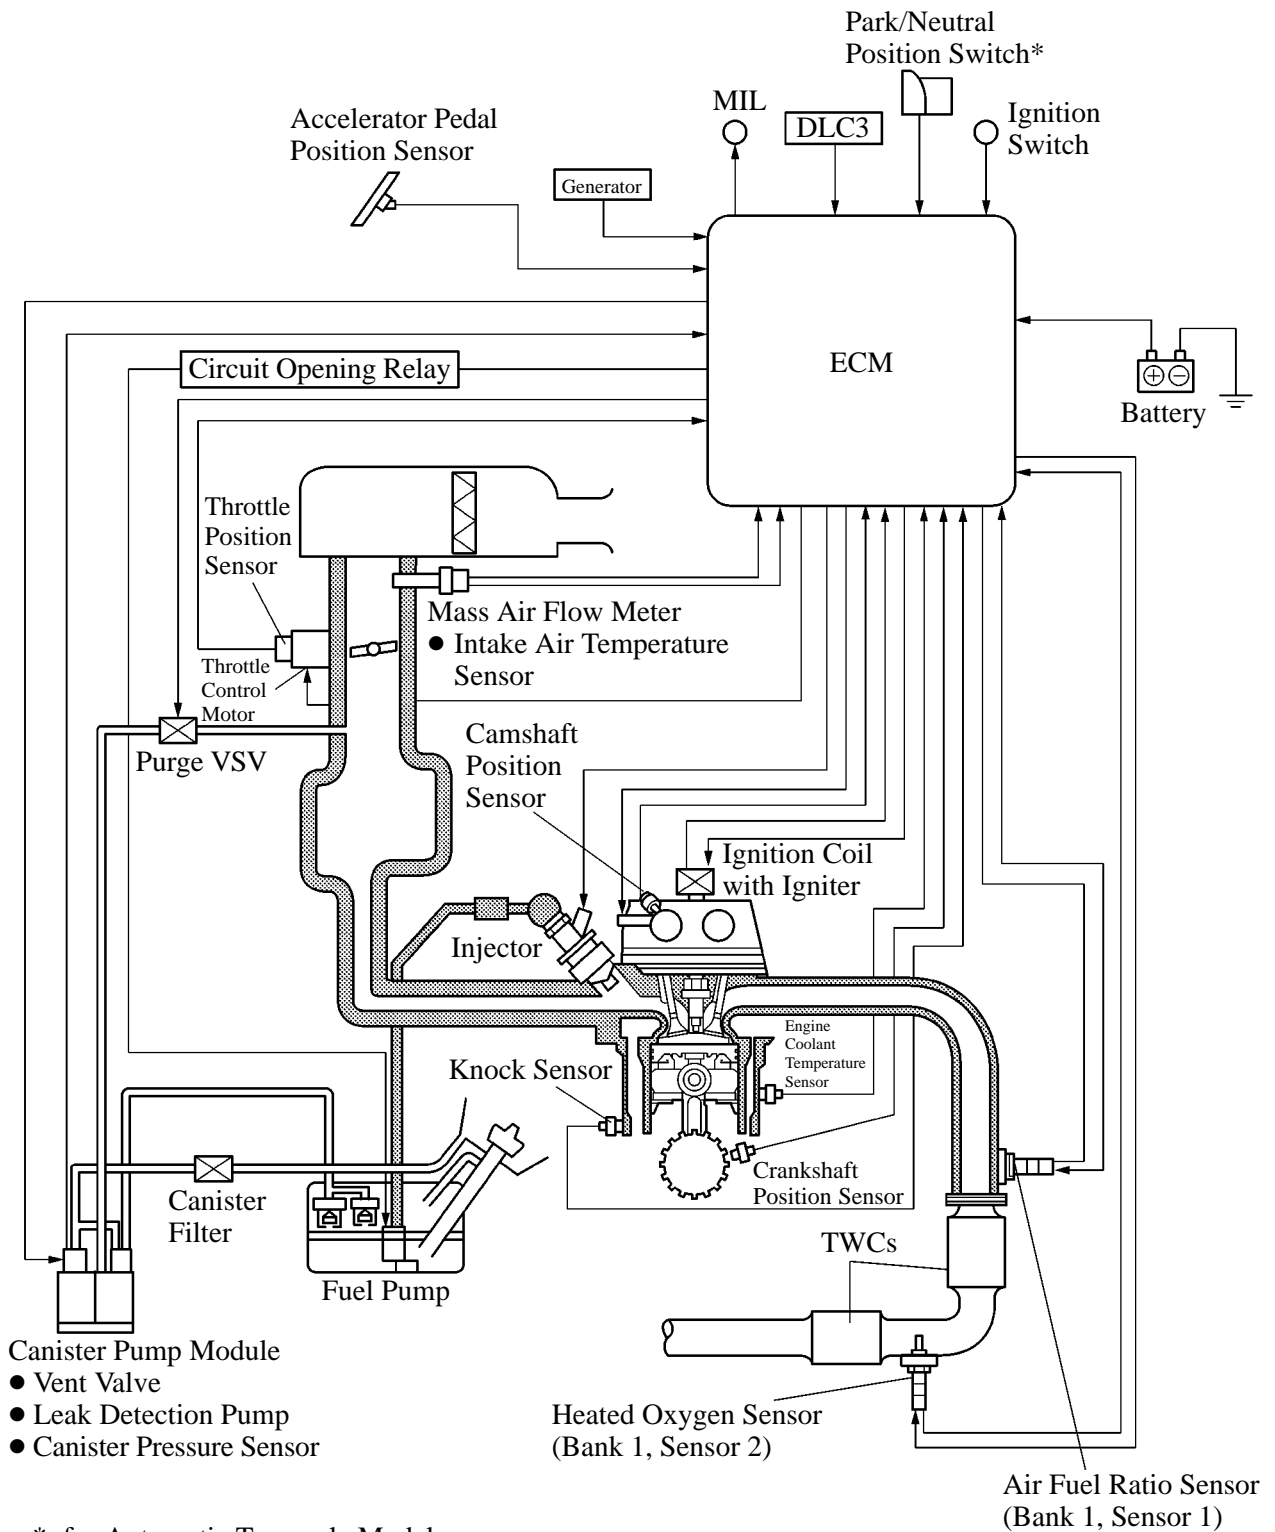 Park/Neutral
Position Switch*
MIL
DLC3
Ignition
Switch
Accelerator Pedal
Position Sensor
Generator
ECM
Circuit Opening Relay
Battery
Throttle
Position
Sensor
Mass Air Flow Meter
● Intake Air Temperature
Sensor
Throttle
Control
Motor
Purge VSV
Camshaft
Position
Sensor
Ignition Coil
with Igniter
Injector
Engine
Coolant
Temperature
Sensor
Knock Sensor
Crankshaft
Position Sensor
Canister
Filter
Fuel Pump
TWCs
Canister Pump Module
● Vent Valve
● Leak Detection Pump
● Canister Pressure Sensor
Heated Oxygen Sensor
(Bank 1, Sensor 2)
Air Fuel Ratio Sensor
(Bank 1, Sensor 1)